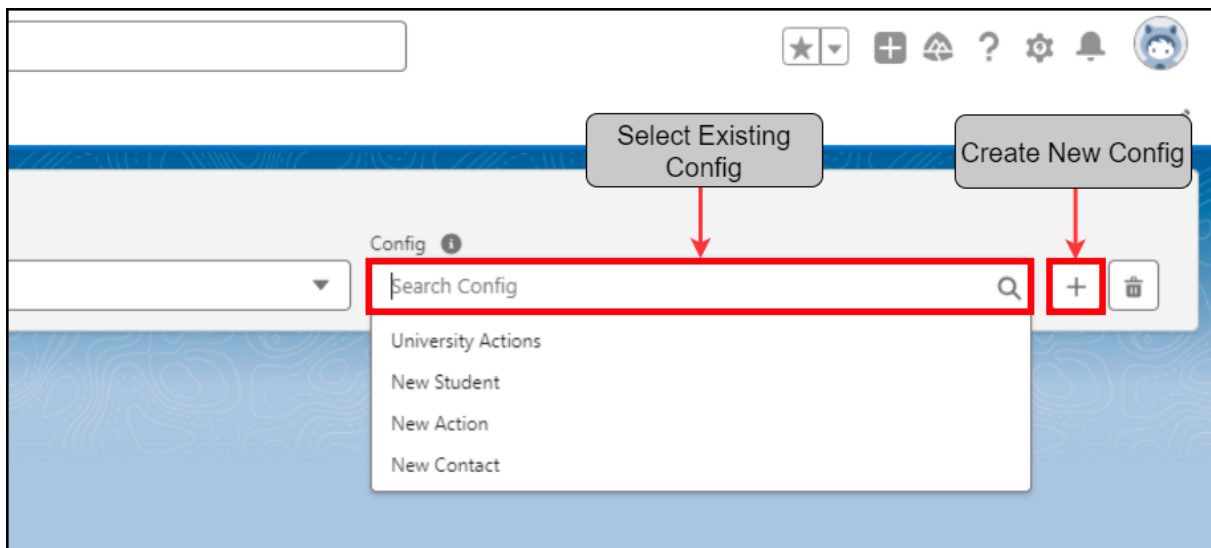 Select Existing
Config
Create New Config
Config
Search Config
University Actions
New Student
New Action
New Contact